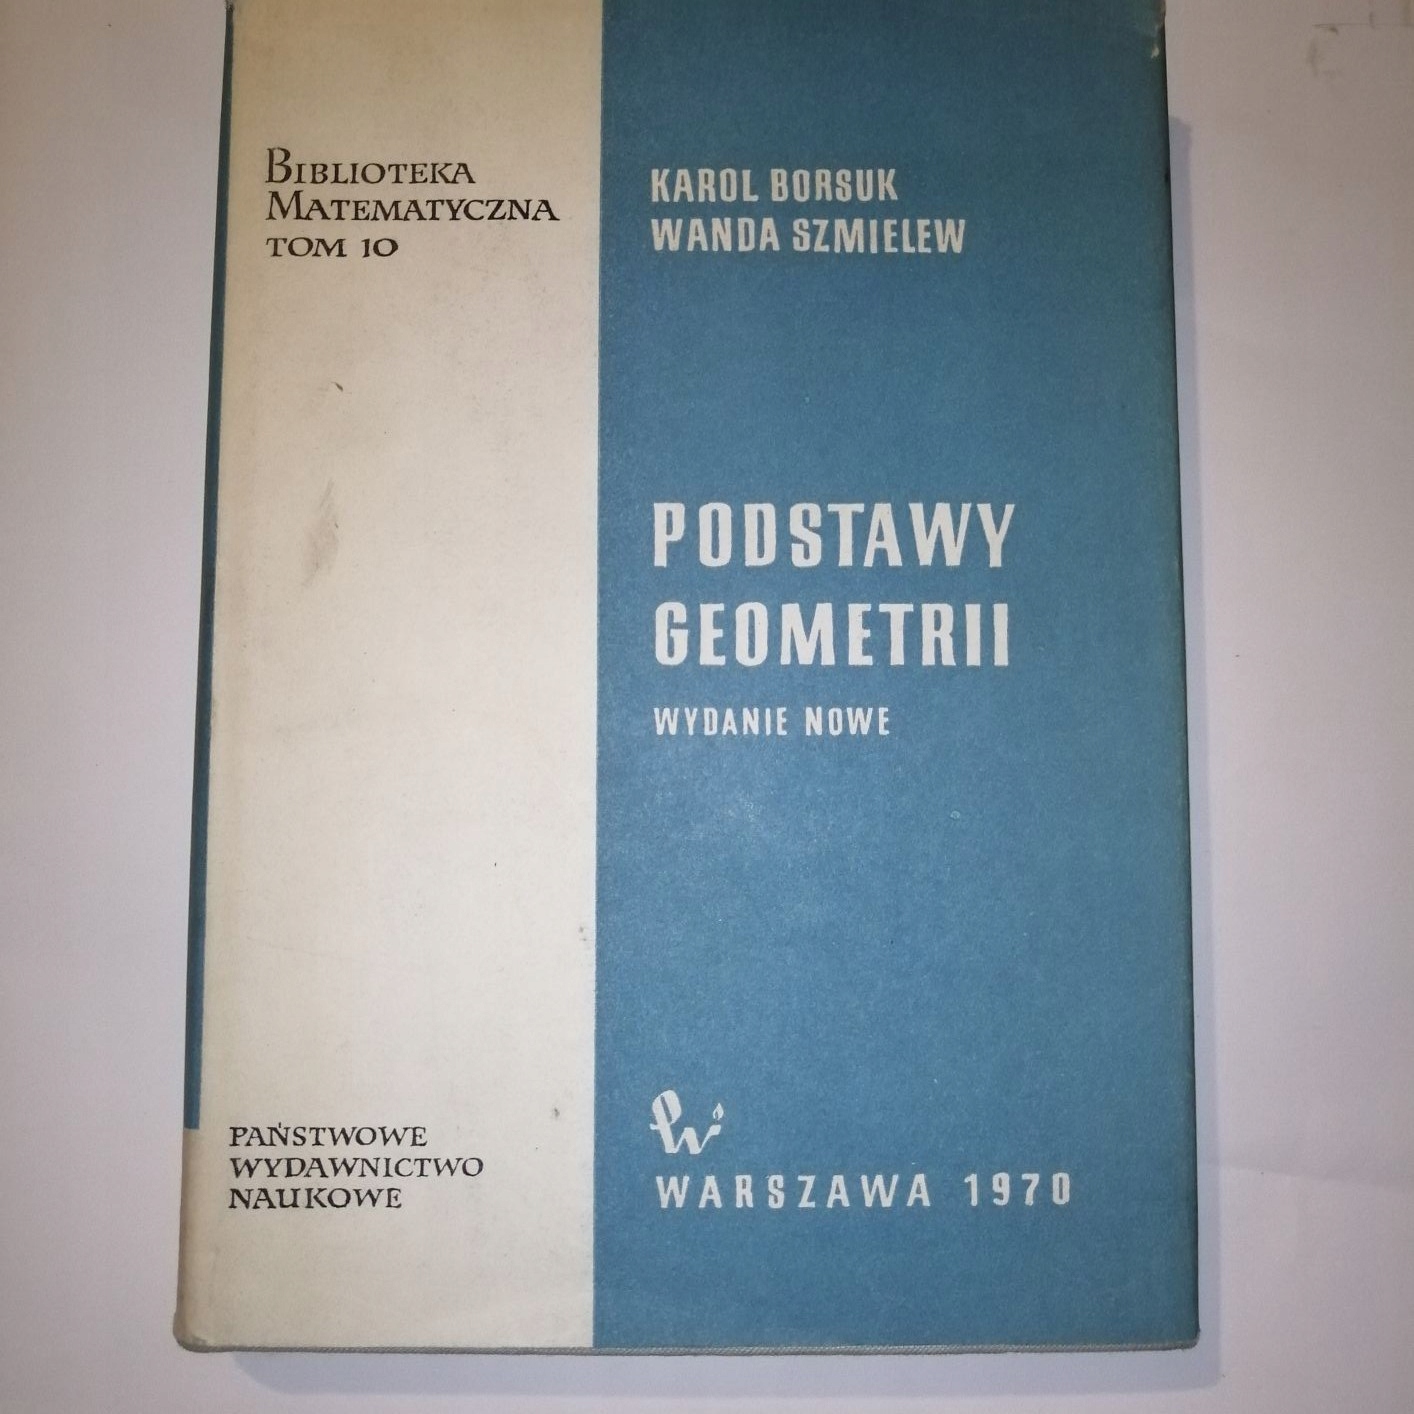 BIBLIOTEKA
MATEMATYCZNA
TOM 10
KAROL BORSUK
WANDA SZMIELEW
PODSTAWY
GEOMETRII
WYDANIE NOWE
PAŃSTWOWE
WYDAWNICTWO
NAUKOWE
WARSZAWA 1970